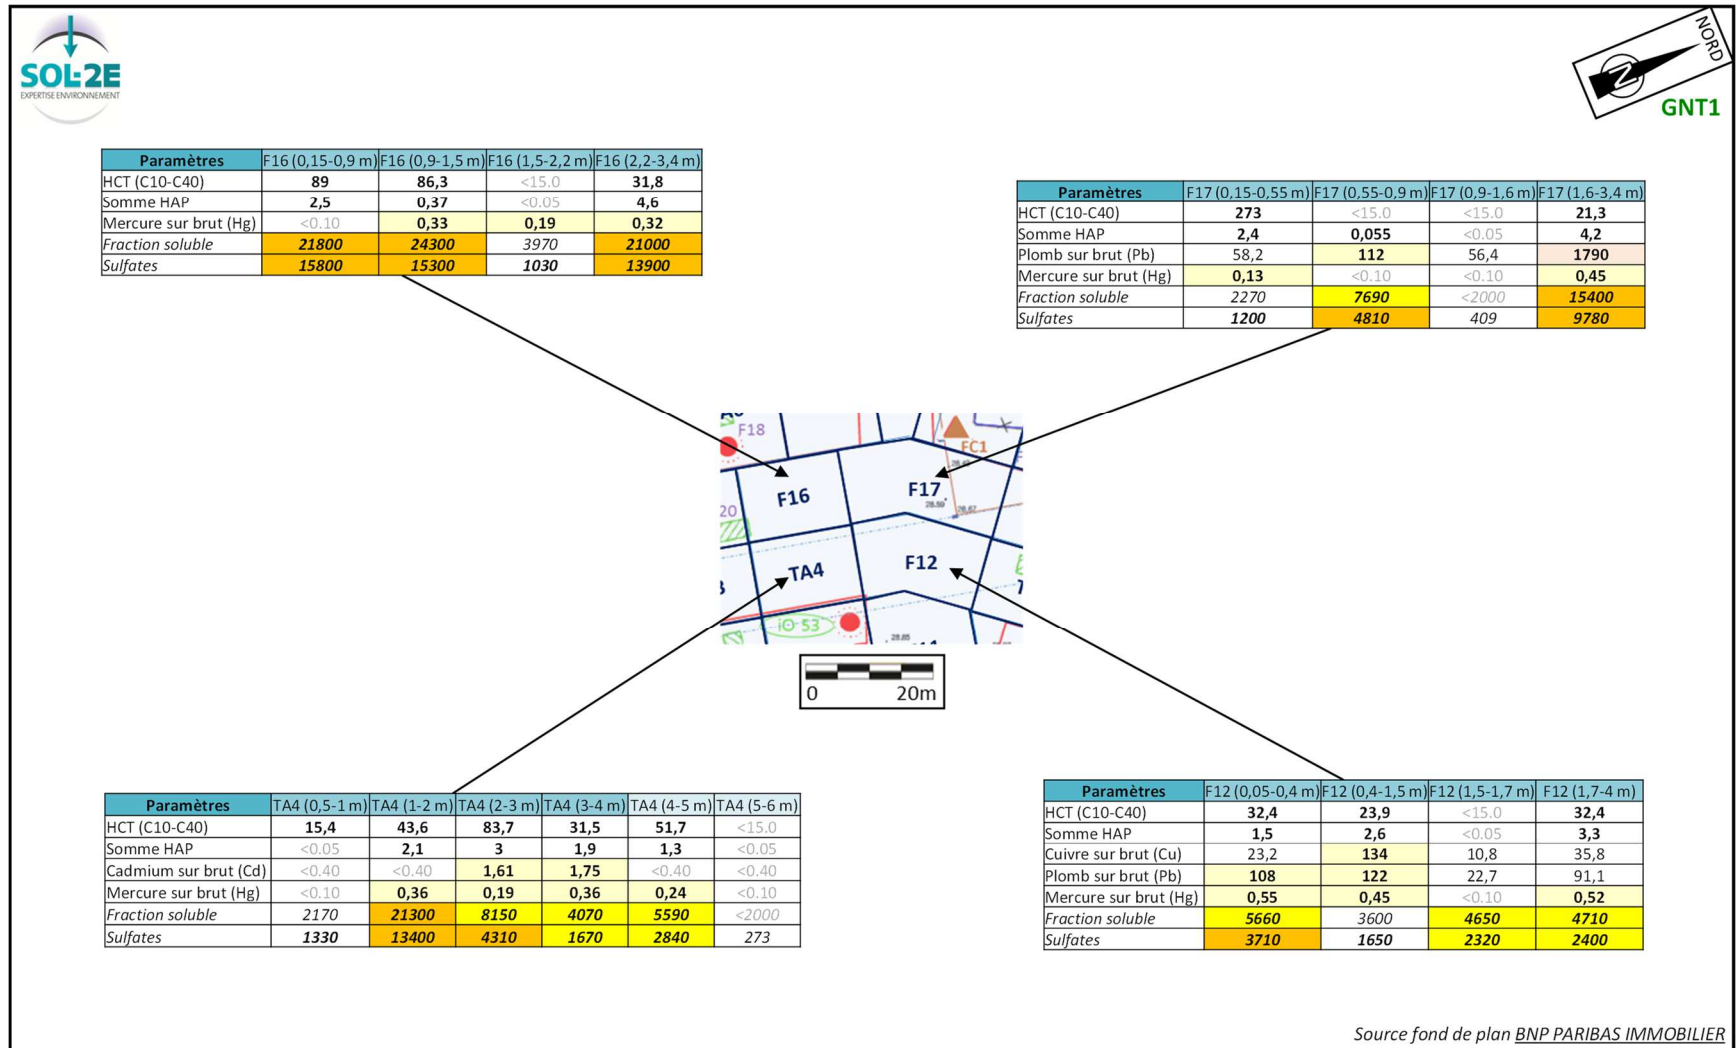 SOL-2E
EXPERTISE ENVIRONNEMENT
NORD
N
GNT1
Paramètres F16 (0,15-0,9 m) F16 (0,9-1,5 m) F16 (1,5-2,2 m) F16 (2,2-3,4 m)
HCT (C10-C40) 89 86,3 <15.0 31,8
Somme HAP 2,5 0,37 <0.05 4,6
Mercure sur brut (Hg) <0.10 0,33 0,19 0,32
Fraction soluble 21800 24300 3970 21000
Sulfates 15800 15300 1030 13900
Paramètres F17 (0,15-0,55 m) F17 (0,55-0,9 m) F17 (0,9-1,6 m) F17 (1,6-3,4 m)
HCT (C10-C40) 273 <15.0 <15.0 21,3
Somme HAP 2,4 0,055 <0.05 4,2
Plomb sur brut (Pb) 58,2 112 56,4 1790
Mercure sur brut (Hg) 0,13 <0.10 <0.10 0,45
Fraction soluble 2270 7690 <2000 15400
Sulfates 1200 4810 409 9780
F18
FC1
F16
F17
20
28.59
28.67
TA4
F12
iO 53
28.85
0 20m
Paramètres TA4 (0,5-1 m) TA4 (1-2 m) TA4 (2-3 m) TA4 (3-4 m) TA4 (4-5 m) TA4 (5-6 m)
HCT (C10-C40) 15,4 43,6 83,7 31,5 51,7 <15.0
Somme HAP <0.05 2,1 3 1,9 1,3 <0.05
Cadmium sur brut (Cd) <0.40 <0.40 1,61 1,75 <0.40 <0.40
Mercure sur brut (Hg) <0.10 0,36 0,19 0,36 0,24 <0.10
Fraction soluble 2170 21300 8150 4070 5590 <2000
Sulfates 1330 13400 4310 1670 2840 273
Paramètres F12 (0,05-0,4 m) F12 (0,4-1,5 m) F12 (1,5-1,7 m) F12 (1,7-4 m)
HCT (C10-C40) 32,4 23,9 <15.0 32,4
Somme HAP 1,5 2,6 <0.05 3,3
Cuivre sur brut (Cu) 23,2 134 10,8 35,8
Plomb sur brut (Pb) 108 122 22,7 91,1
Mercure sur brut (Hg) 0,55 0,45 <0.10 0,52
Fraction soluble 5660 3600 4650 4710
Sulfates 3710 1650 2320 2400
Source fond de plan BNP PARIBAS IMMOBILIER